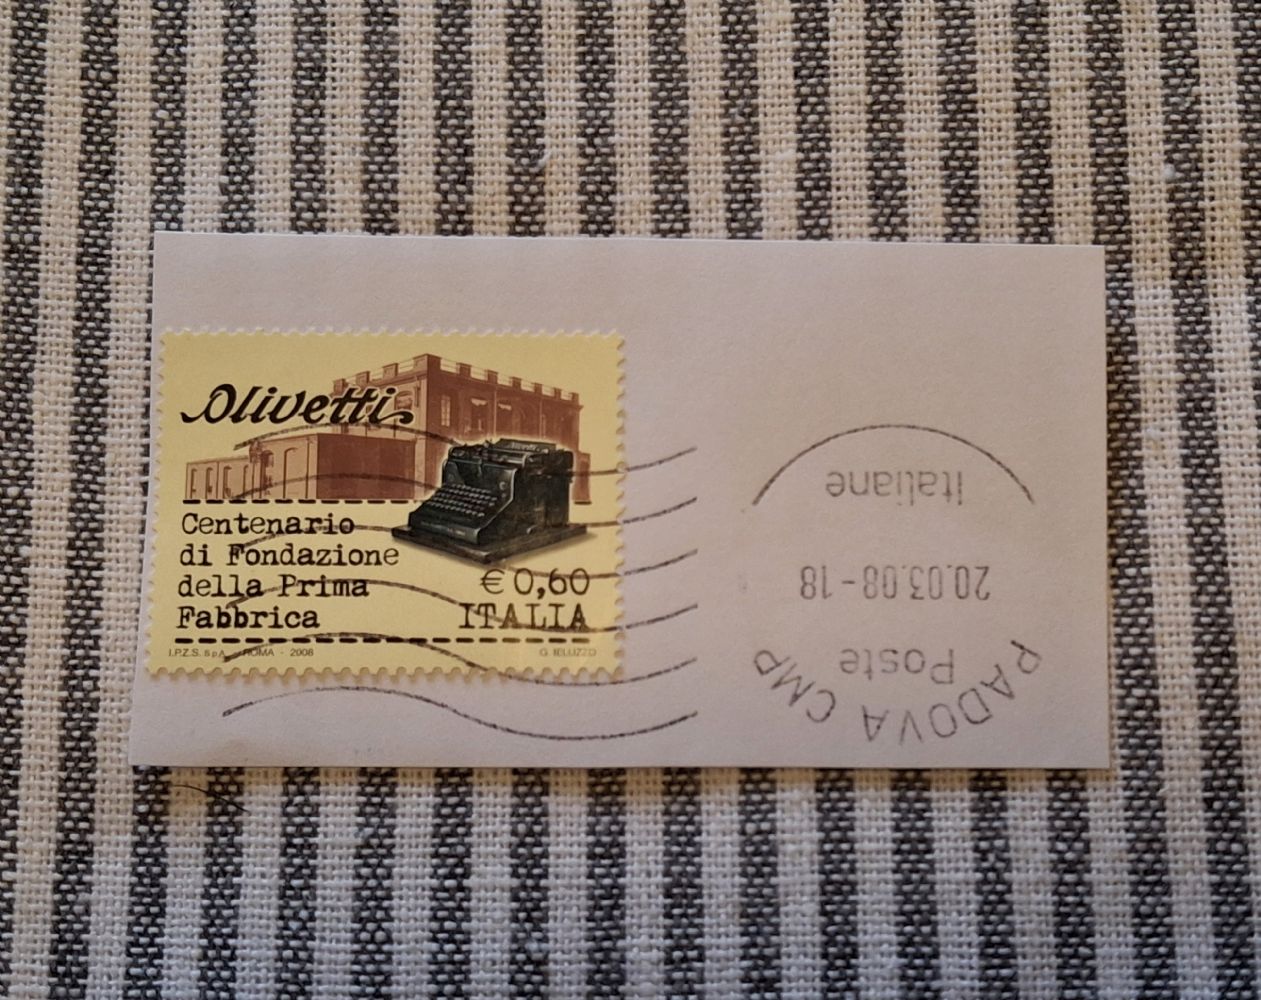 Olivetti
Centenario
di Fondazione
della Prima
Fabbrica
€ 0,60
ITALIA
I.P.Z.S. S.p.A. - ROMA - 2008
PADOVA CMP
Poste
20.03.08-18
Italiane